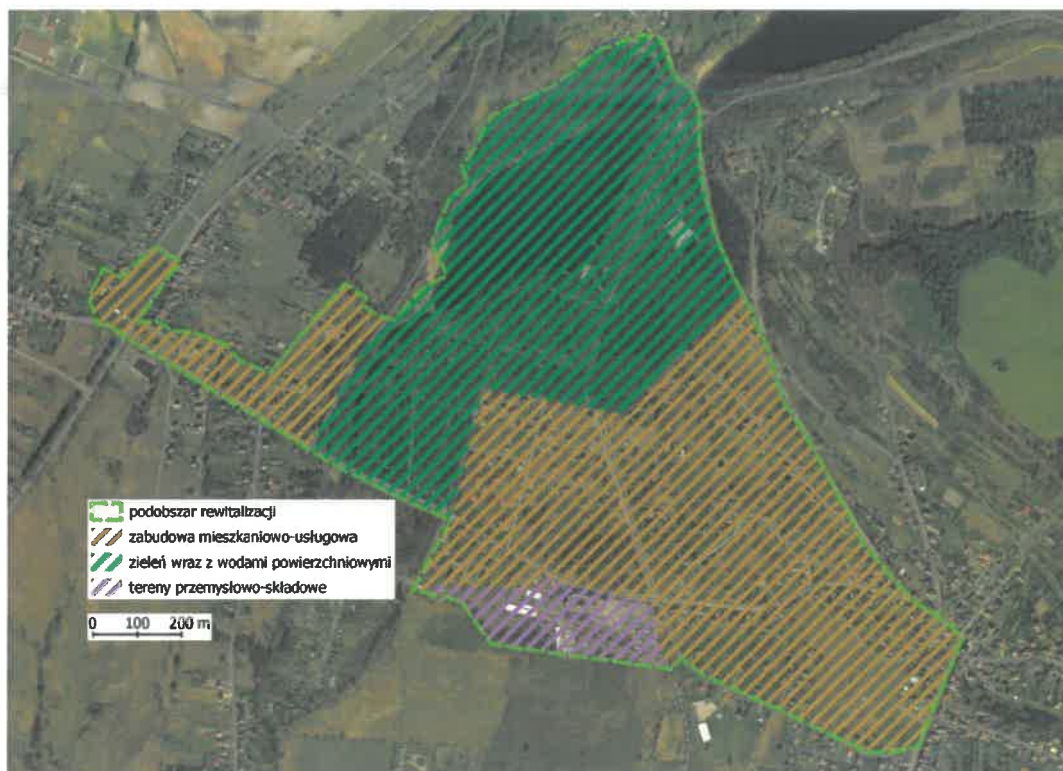 podobszar rewitalizacji
zabudowa mieszkaniowo-usługowa
zieleń wraz z wodami powierzchniowymi
tereny przemysłowo-składowe
0 100 200 m